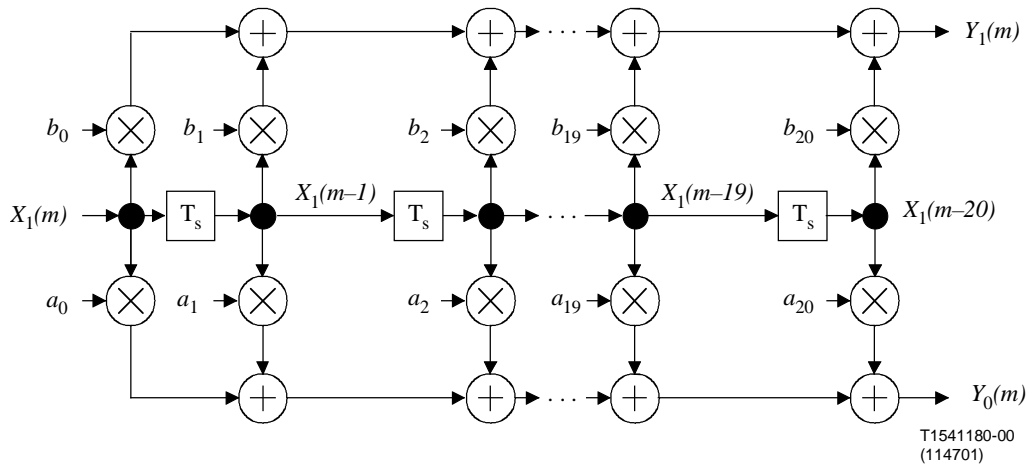 . . . . . . Y₁(m)
b₀ b₁ b₂ b₁₉ b₂₀
X₁(m) Tₛ X₁(m–1) Tₛ . . . X₁(m–19) Tₛ X₁(m–20)
a₀ a₁ a₂ a₁₉ a₂₀
. . . Y₀(m)
T1541180-00
(114701)